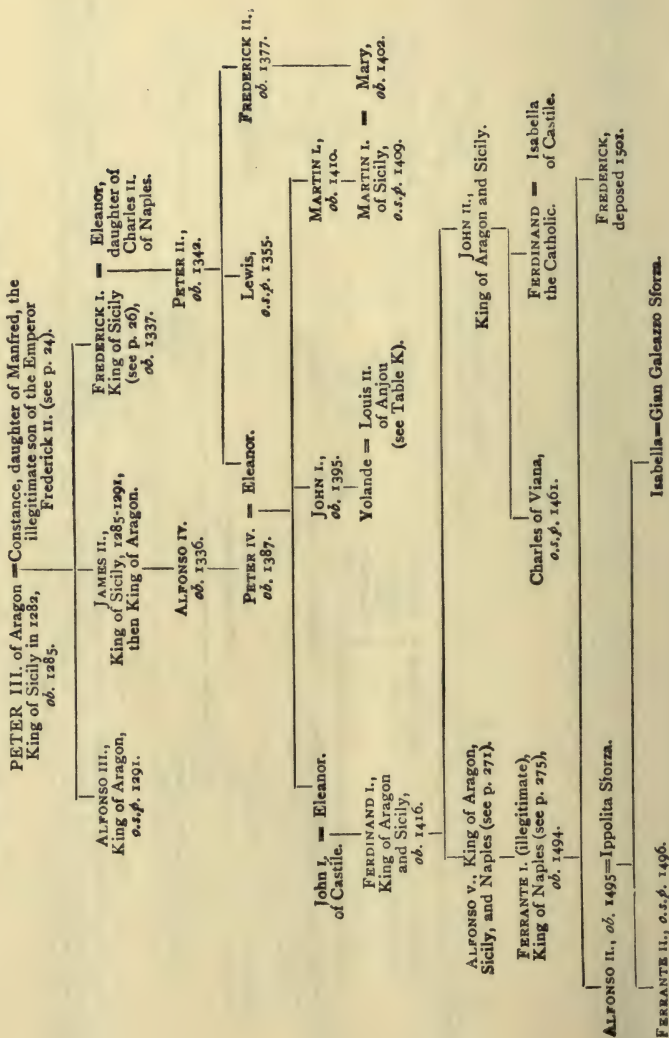 PETER III. of Aragon = Constance, daughter of Manfred, the
King of Sicily in 1282,
ob. 1285.
illegitimate son of the Emperor
Frederick II. (see p. 24).
ALFONSO III.,
King of Aragon,
o.s.p. 1291.
JAMES II.,
King of Sicily, 1285-1291,
then King of Aragon.
FREDERICK I. = Eleanor,
King of Sicily
(see p. 26),
ob. 1337.
daughter of
Charles II.
of Naples.
ALFONSO IV.
ob. 1336.
PETER II.,
ob. 1342.
PETER IV. = Eleanor.
ob. 1387.
Lewis,
o.s.p. 1355.
FREDERICK II.,
ob. 1377.
John I. = Eleanor.
of Castile.
JOHN I.,
ob. 1395.
MARTIN I.,
ob. 1410.
FERDINAND I.,
King of Aragon
and Sicily,
ob. 1416.
Yolande = Louis II.
of Anjou
(see Table K).
MARTIN I. = Mary,
of Sicily,
o.s.p. 1409.
ob. 1402.
ALFONSO V., King of Aragon,
Sicily, and Naples (see p. 271).
JOHN II.,
King of Aragon and Sicily.
FERRANTE I. (illegitimate),
King of Naples (see p. 275),
ob. 1494.
Charles of Viana,
o.s.p. 1461.
FERDINAND = Isabella
the Catholic.
of Castile.
ALFONSO II., ob. 1495=Ippolita Sforza.
FREDERICK,
deposed 1501.
FERRANTE II., o.s.p. 1496.
Isabella=Gian Galeazzo Sforza.